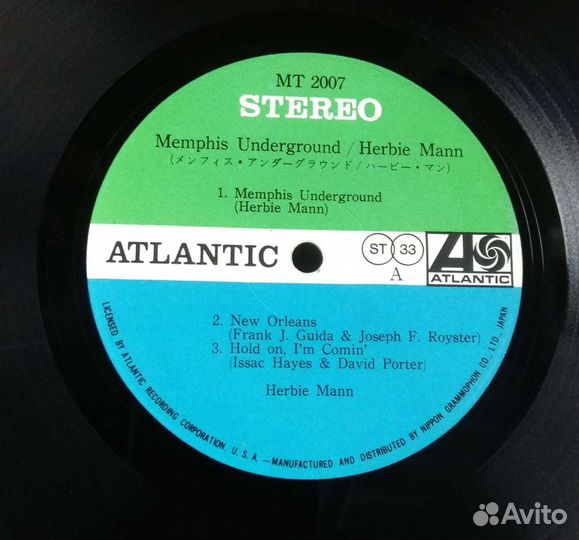 MT 2007
STEREO
Memphis Underground / Herbie Mann
(メンフィス・アンダーグラウンド/ハービー・マン)
1. Memphis Underground
(Herbie Mann)
ATLANTIC
ST 33
A
ATLANTIC
2. New Orleans
(Frank J. Guida & Joseph F. Royster)
3. Hold on, I'm Comin'
(Issac Hayes & David Porter)
Herbie Mann
LICENSED BY ATLANTIC RECORDING CORPORATION, U.S.A.—MANUFACTURED AND DISTRIBUTED BY NIPPON GRAMMOPHON CO., LTD., JAPAN
Avito